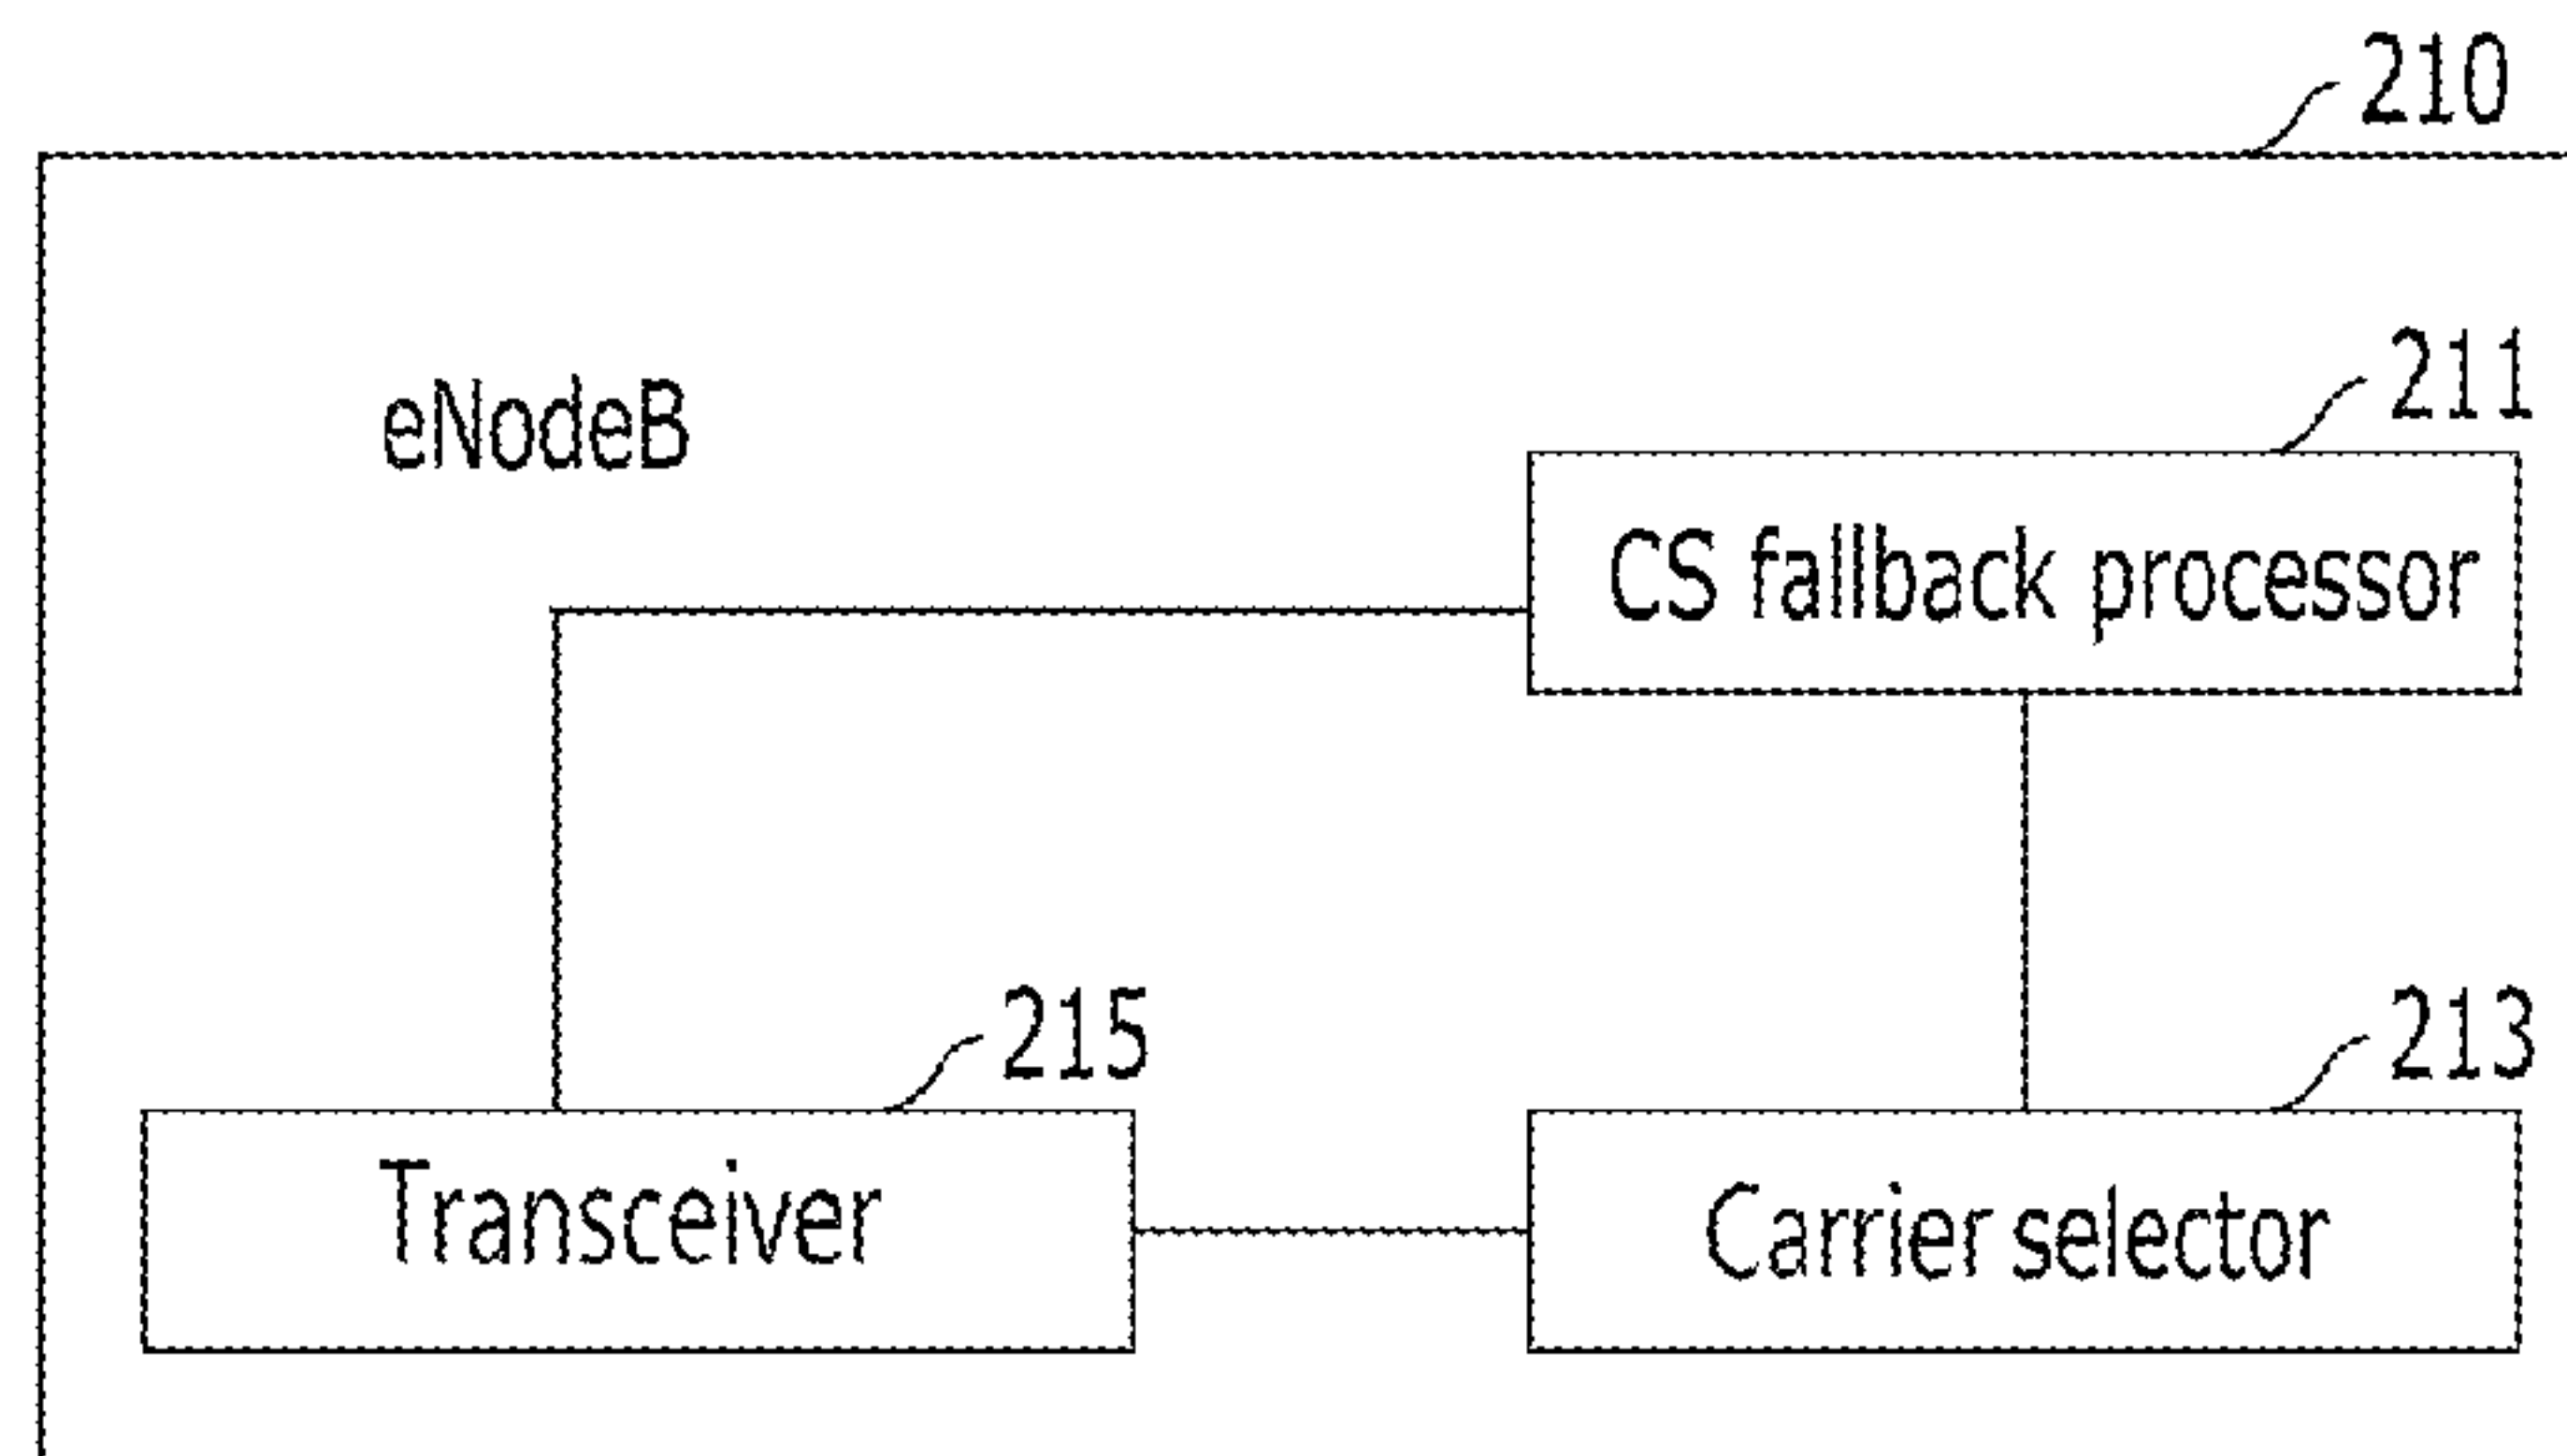 210
211
eNodeB
CS fallback processor
215
213
Transceiver
Carrier selector